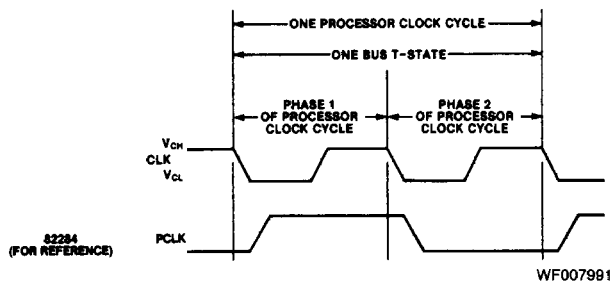 ONE PROCESSOR CLOCK CYCLE
ONE BUS T-STATE
PHASE 1
OF PROCESSOR
CLOCK CYCLE
PHASE 2
OF PROCESSOR
CLOCK CYCLE
VCH
CLK
VCL
82284
(FOR REFERENCE)
PCLK
WF007991